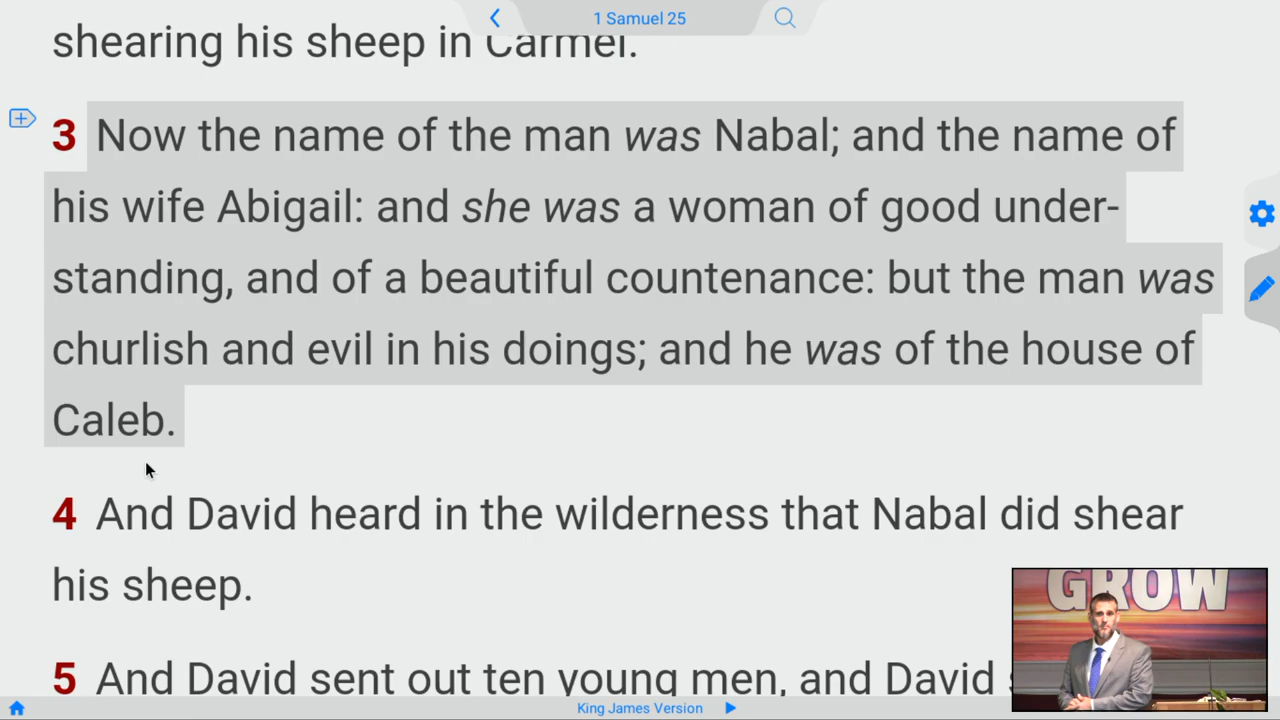 1 Samuel 25
shearing his sheep in Carmel.
3 Now the name of the man was Nabal; and the name of
his wife Abigail: and she was a woman of good under-
standing, and of a beautiful countenance: but the man was
churlish and evil in his doings; and he was of the house of
Caleb.
4 And David heard in the wilderness that Nabal did shear
his sheep.
5 And David sent out ten young men, and David
GROW
King James Version